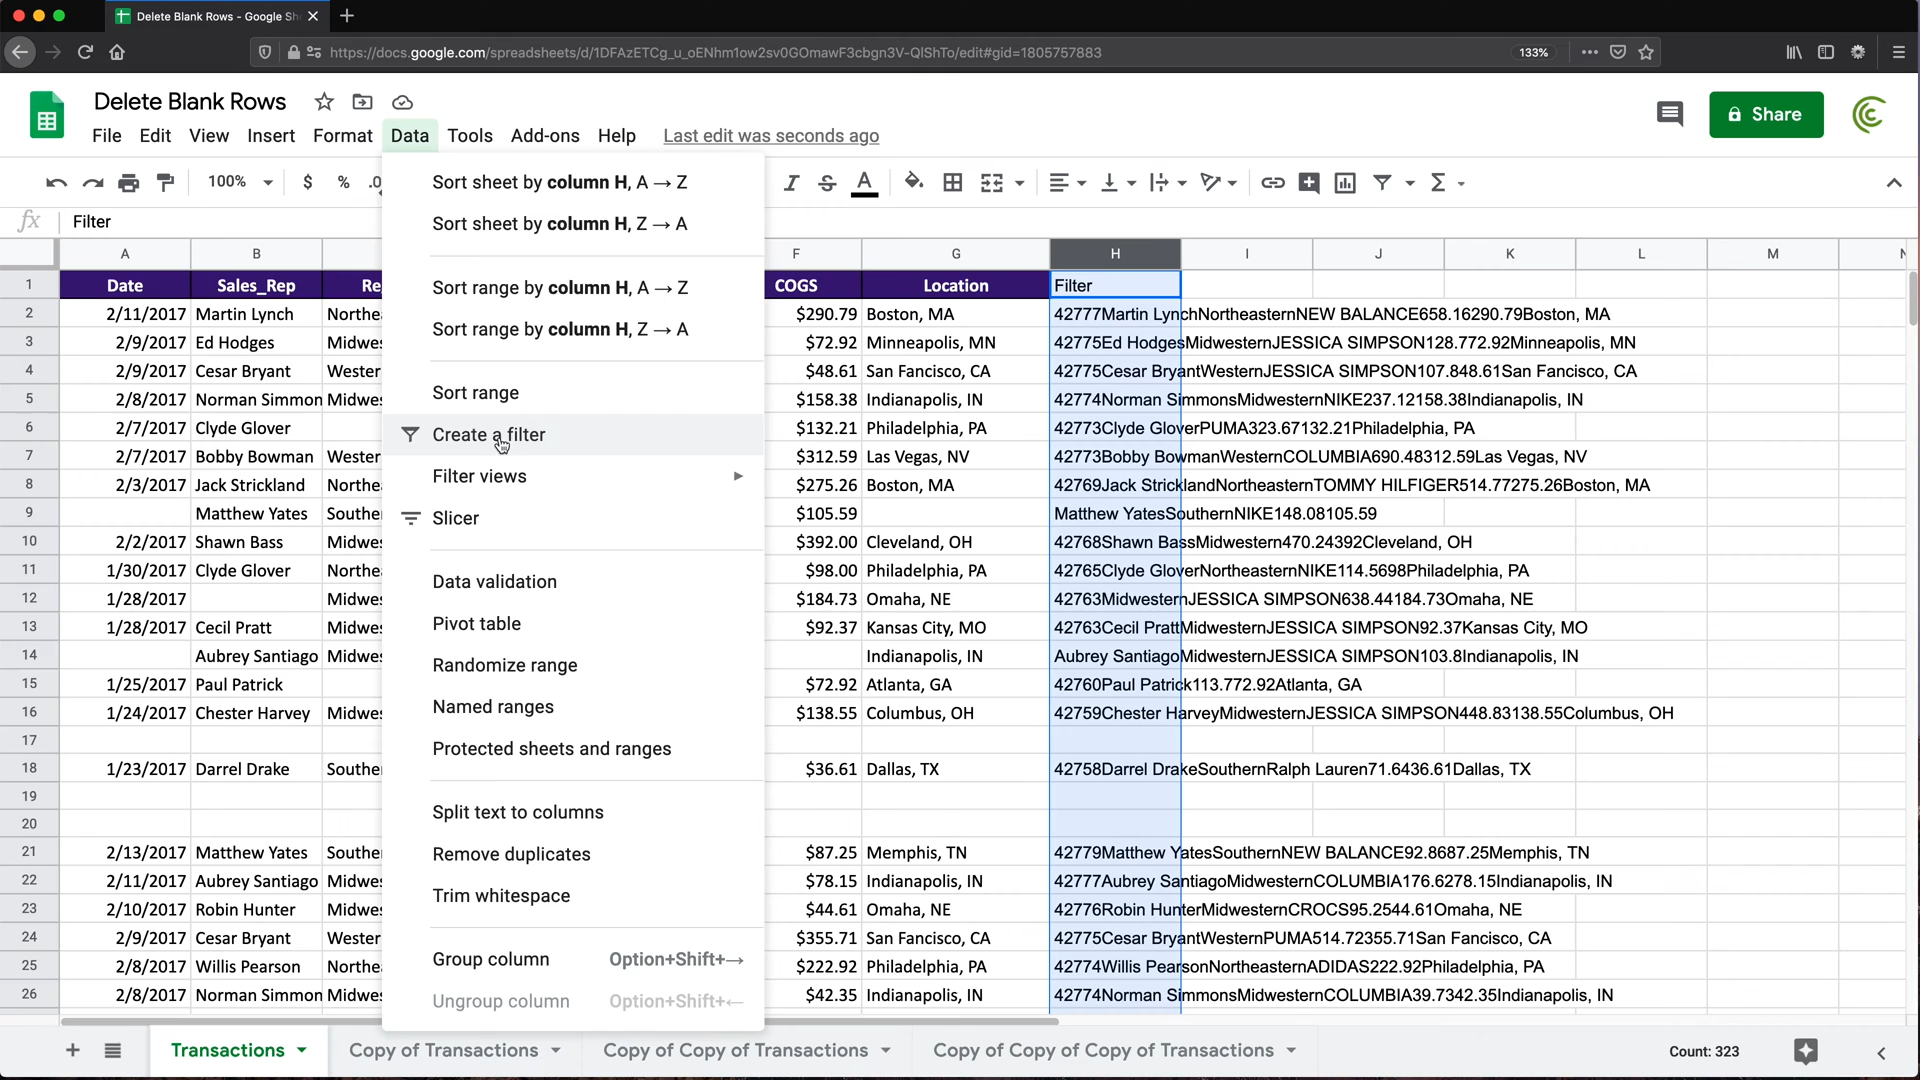 Delete Blank Rows - Google Sh
https://docs.google.com/spreadsheets/d/1DFAzETCg_u_oENhm1ow2sv0GOmawF3cbgn3V-QIShTo/edit#gid=1805757883
133%
Delete Blank Rows
File Edit View Insert Format Data Tools Add-ons Help Last edit was seconds ago
Share
100% $ % .0
fx Filter
A B F G H I J K L M N
1 Date Sales_Rep Re COGS Location Filter
2 2/11/2017 Martin Lynch Northe $290.79 Boston, MA 42777Martin LynchNortheasternNEW BALANCE658.16290.79Boston, MA
3 2/9/2017 Ed Hodges Midwes $72.92 Minneapolis, MN 42775Ed HodgesMidwesternJESSICA SIMPSON128.772.92Minneapolis, MN
4 2/9/2017 Cesar Bryant Wester $48.61 San Fancisco, CA 42775Cesar BryantWesternJESSICA SIMPSON107.848.61San Fancisco, CA
5 2/8/2017 Norman Simmon Midwes $158.38 Indianapolis, IN 42774Norman SimmonsMidwesternNIKE237.12158.38Indianapolis, IN
6 2/7/2017 Clyde Glover $132.21 Philadelphia, PA 42773Clyde GloverPUMA323.67132.21Philadelphia, PA
7 2/7/2017 Bobby Bowman Wester $312.59 Las Vegas, NV 42773Bobby BowmanWesternCOLUMBIA690.48312.59Las Vegas, NV
8 2/3/2017 Jack Strickland Northe $275.26 Boston, MA 42769Jack StricklandNortheasternTOMMY HILFIGER514.77275.26Boston, MA
9 Matthew Yates Southe $105.59 Matthew YatesSouthernNIKE148.08105.59
10 2/2/2017 Shawn Bass Midwes $392.00 Cleveland, OH 42768Shawn BassMidwestern470.24392Cleveland, OH
11 1/30/2017 Clyde Glover Northe $98.00 Philadelphia, PA 42765Clyde GloverNortheasternNIKE114.5698Philadelphia, PA
12 1/28/2017 Midwes $184.73 Omaha, NE 42763MidwesternJESSICA SIMPSON638.44184.73Omaha, NE
13 1/28/2017 Cecil Pratt Midwes $92.37 Kansas City, MO 42763Cecil PrattMidwesternJESSICA SIMPSON92.37Kansas City, MO
14 Aubrey Santiago Midwes Indianapolis, IN Aubrey SantiagoMidwesternJESSICA SIMPSON103.8Indianapolis, IN
15 1/25/2017 Paul Patrick $72.92 Atlanta, GA 42760Paul Patrick113.772.92Atlanta, GA
16 1/24/2017 Chester Harvey Midwes $138.55 Columbus, OH 42759Chester HarveyMidwesternJESSICA SIMPSON448.83138.55Columbus, OH
17
18 1/23/2017 Darrel Drake Southe $36.61 Dallas, TX 42758Darrel DrakeSouthernRalph Lauren71.6436.61Dallas, TX
19
20
21 2/13/2017 Matthew Yates Southe $87.25 Memphis, TN 42779Matthew YatesSouthernNEW BALANCE92.8687.25Memphis, TN
22 2/11/2017 Aubrey Santiago Midwes $78.15 Indianapolis, IN 42777Aubrey SantiagoMidwesternCOLUMBIA176.6278.15Indianapolis, IN
23 2/10/2017 Robin Hunter Midwes $44.61 Omaha, NE 42776Robin HunterMidwesternCROCS95.2544.61Omaha, NE
24 2/9/2017 Cesar Bryant Wester $355.71 San Fancisco, CA 42775Cesar BryantWesternPUMA514.72355.71San Fancisco, CA
25 2/8/2017 Willis Pearson Northe $222.92 Philadelphia, PA 42774Willis PearsonNortheasternADIDAS222.92Philadelphia, PA
26 2/8/2017 Norman Simmon Midwes $42.35 Indianapolis, IN 42774Norman SimmonsMidwesternCOLUMBIA39.7342.35Indianapolis, IN
Sort sheet by column H, A → Z
Sort sheet by column H, Z → A
Sort range by column H, A → Z
Sort range by column H, Z → A
Sort range
Create a filter
Filter views
Slicer
Data validation
Pivot table
Randomize range
Named ranges
Protected sheets and ranges
Split text to columns
Remove duplicates
Trim whitespace
Group column Option+Shift+→
Ungroup column Option+Shift+←
Transactions Copy of Transactions Copy of Copy of Transactions Copy of Copy of Copy of Transactions Count: 323